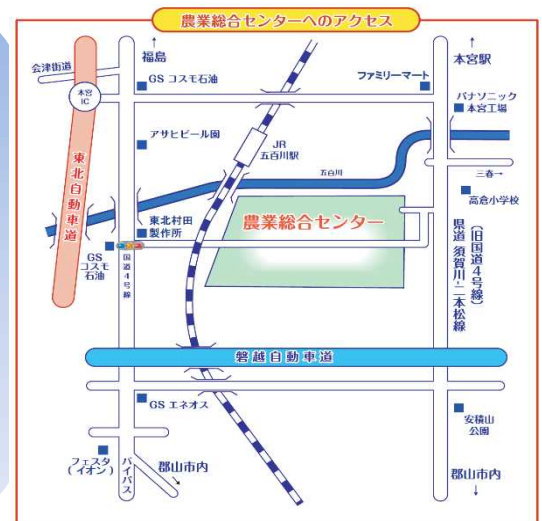 農業総合センターへのアクセス
↑
福島
会津街道
本宮
IC
GS コスモ石油
ファミリーマート
↑
本宮駅
パナソニック
本宮工場
アサヒビール園
JR
五百川駅
五百川
三春→
高倉小学校
東北自動車道
東北村田
製作所
農業総合センター
GS
コスモ
石油
国道4号線
(旧国道4号線)
県道 須賀川・二本松線
磐越自動車道
GS エネオス
安積山
公園
フェスタ
(イオン)
バイパス
郡山市内
↘
郡山市内
↓